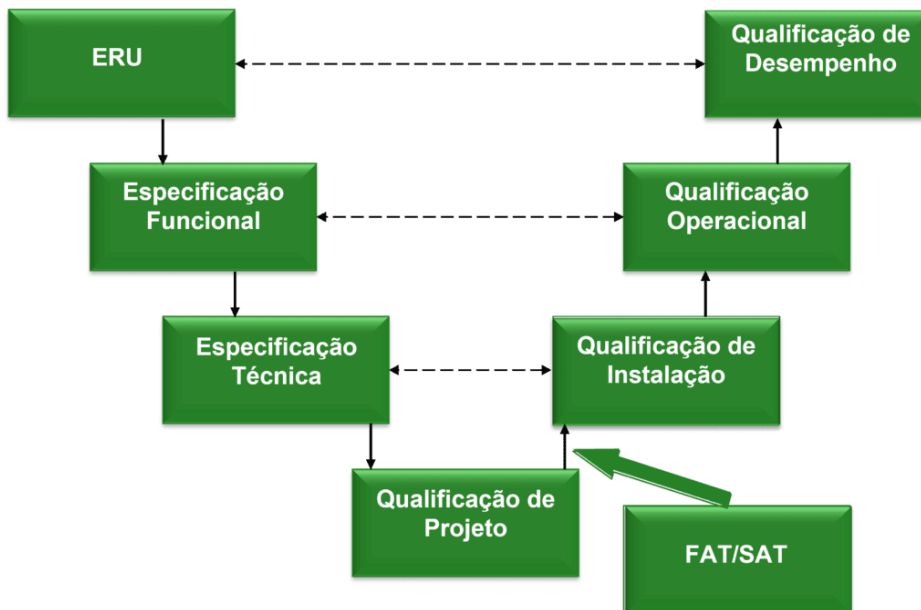 ERU
Qualificação de
Desempenho
Especificação
Funcional
Qualificação
Operacional
Especificação
Técnica
Qualificação de
Instalação
Qualificação de
Projeto
FAT/SAT